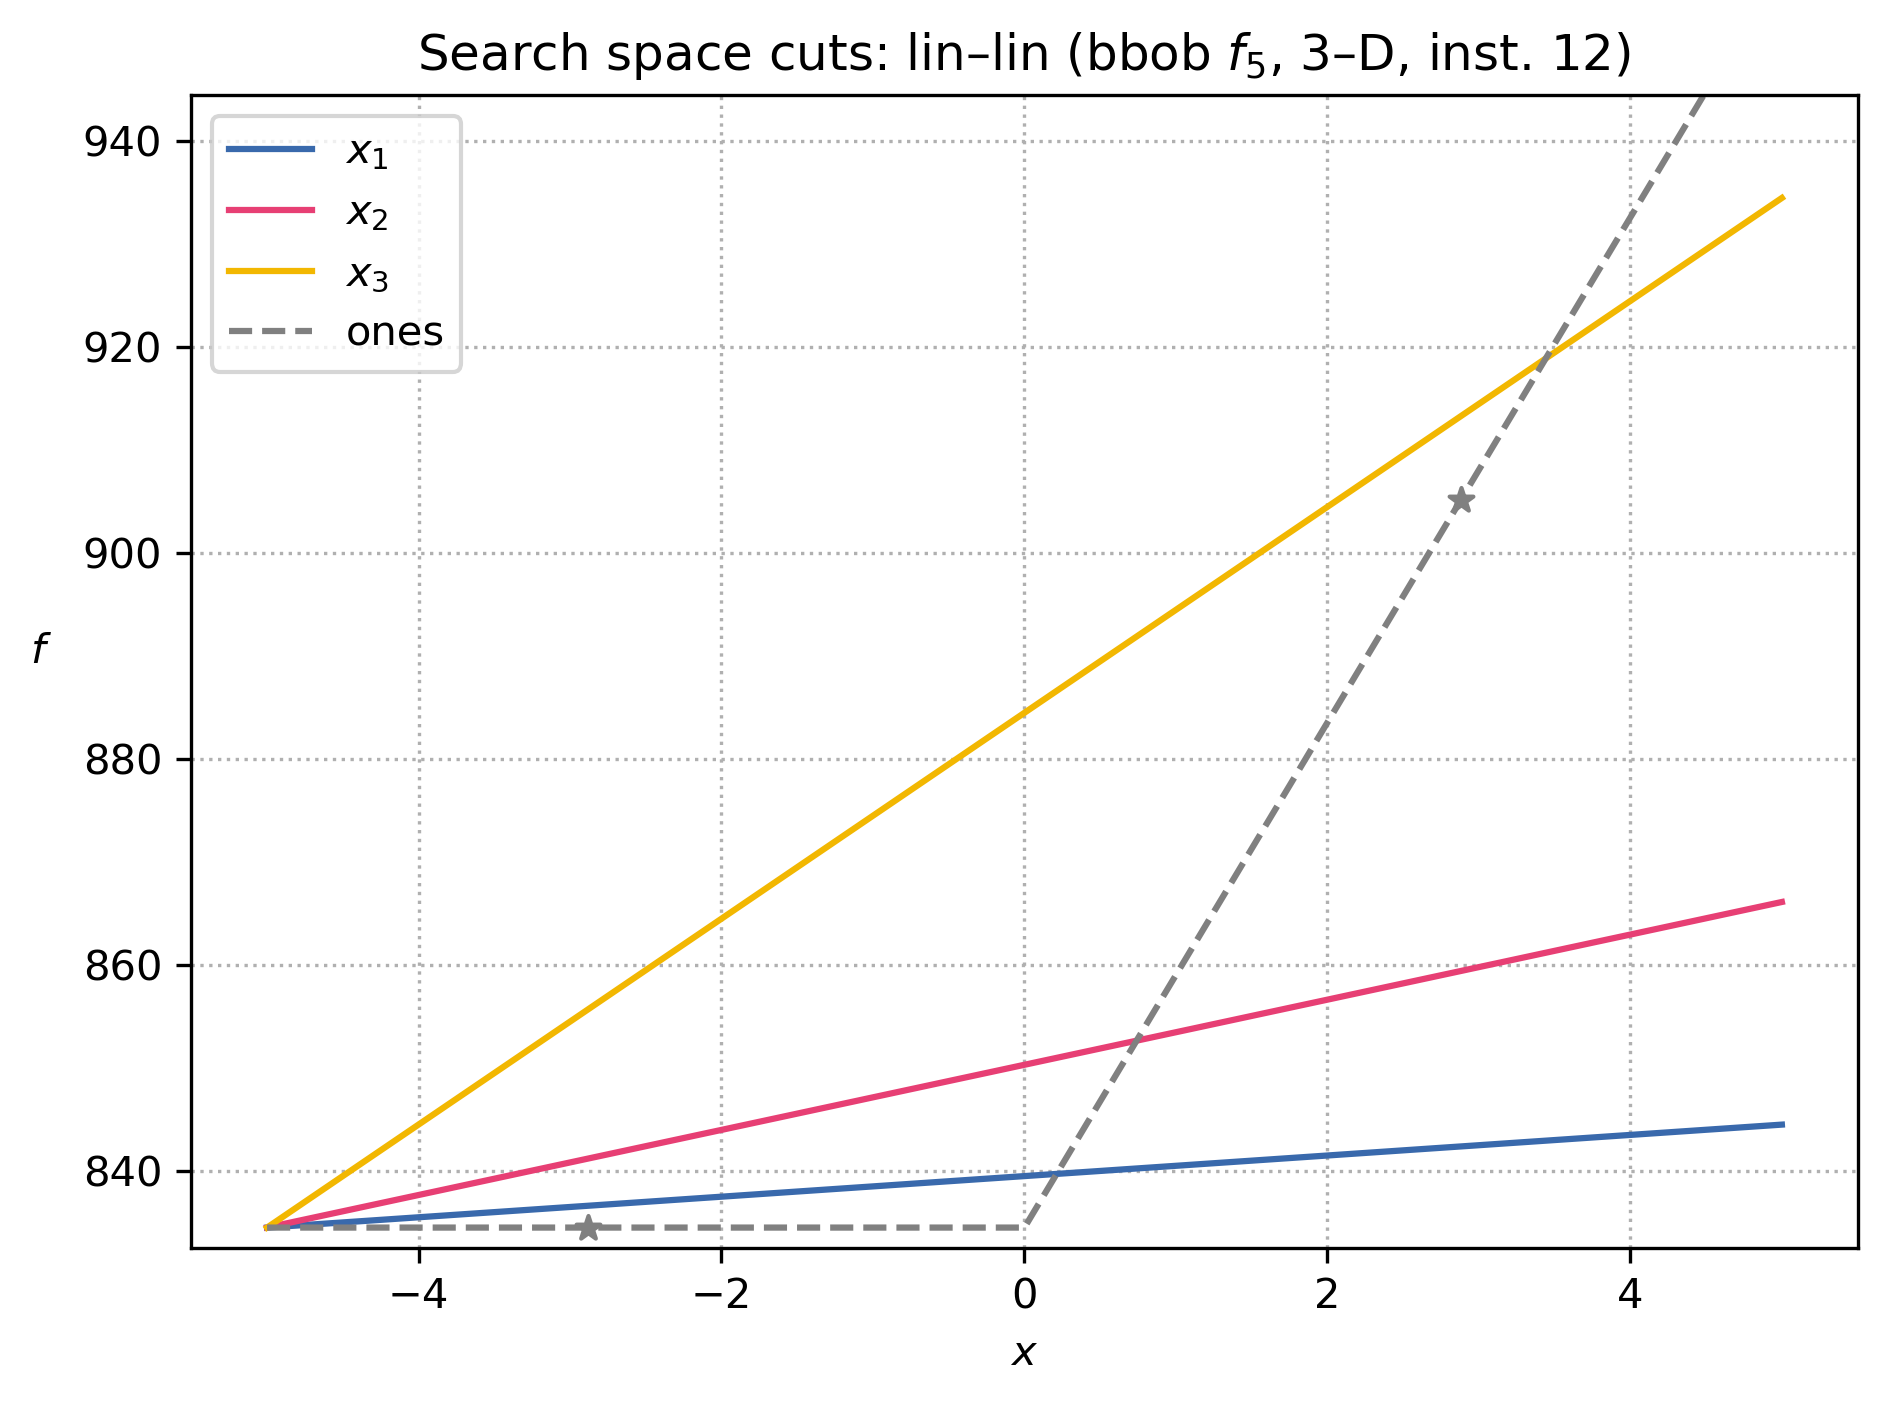 Search space cuts: lin–lin (bbob f₅, 3–D, inst. 12)
x₁
x₂
x₃
ones
940
920
900
880
860
840
f
−4 −2 0 2 4
x